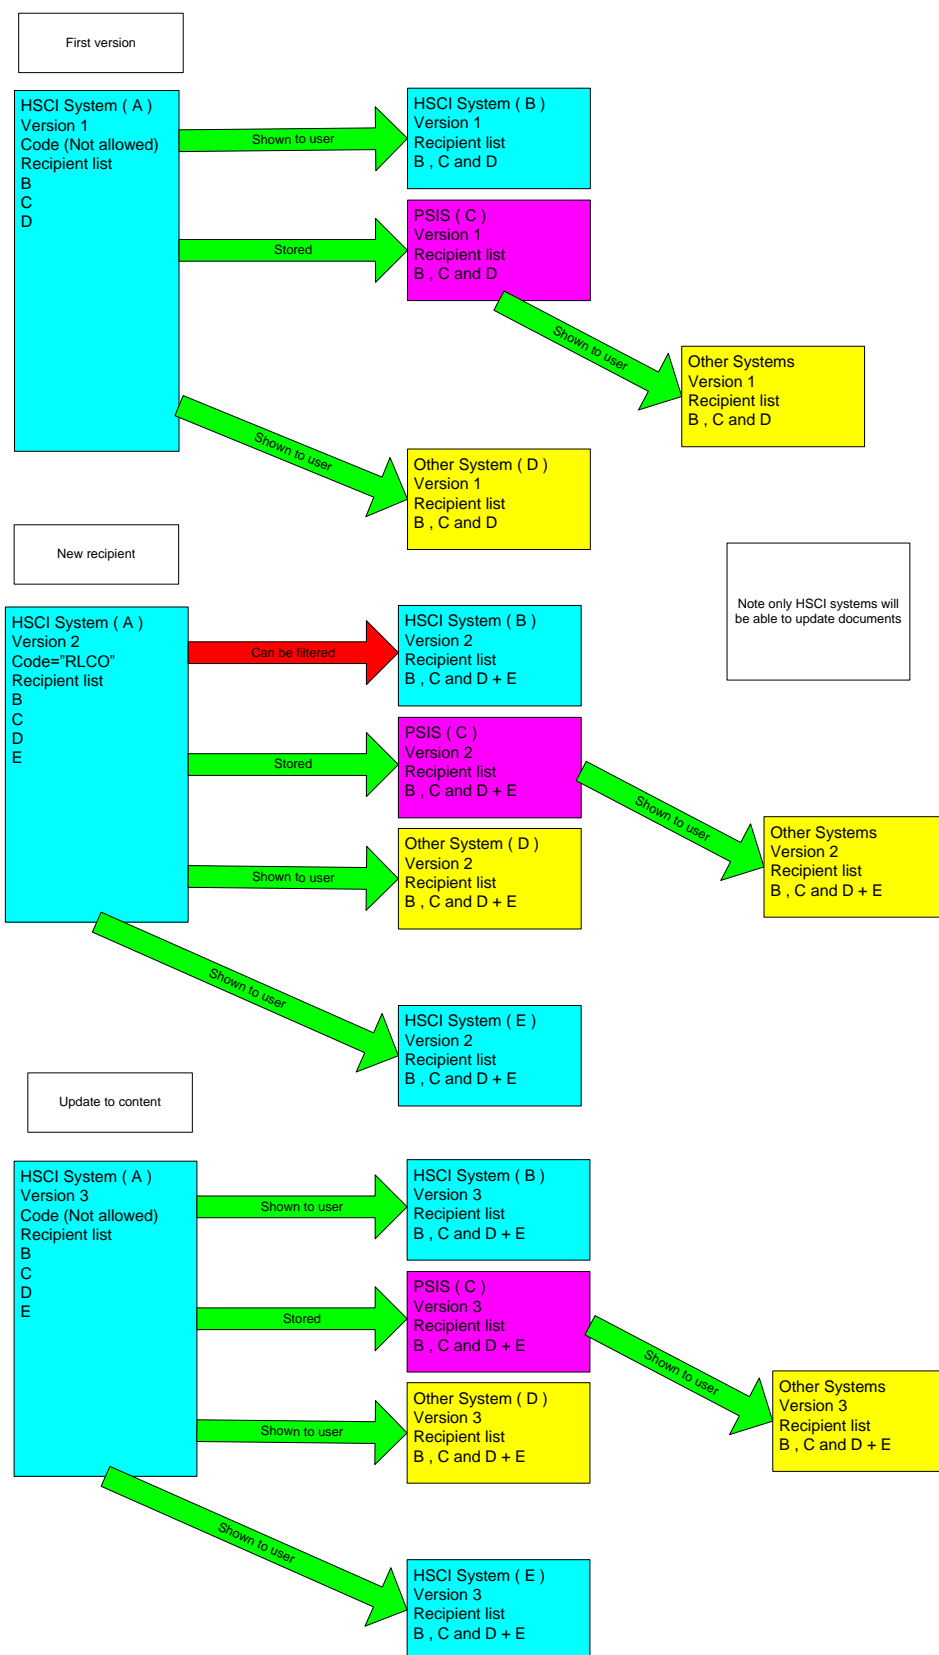 First version
HSCI System ( A )
Version 1
Code (Not allowed)
Recipient list
B
C
D
Shown to user
HSCI System ( B )
Version 1
Recipient list
B , C and D
Stored
PSIS ( C )
Version 1
Recipient list
B , C and D
Shown to user
Other Systems
Version 1
Recipient list
B , C and D
Shown to user
Other System ( D )
Version 1
Recipient list
B , C and D
New recipient
Note only HSCI systems will
be able to update documents
HSCI System ( A )
Version 2
Code=”RLCO”
Recipient list
B
C
D
E
Can be filtered
HSCI System ( B )
Version 2
Recipient list
B , C and D + E
Stored
PSIS ( C )
Version 2
Recipient list
B , C and D + E
Shown to user
Other Systems
Version 2
Recipient list
B , C and D + E
Shown to user
Other System ( D )
Version 2
Recipient list
B , C and D + E
Shown to user
HSCI System ( E )
Version 2
Recipient list
B , C and D + E
Update to content
HSCI System ( A )
Version 3
Code (Not allowed)
Recipient list
B
C
D
E
Shown to user
HSCI System ( B )
Version 3
Recipient list
B , C and D + E
Stored
PSIS ( C )
Version 3
Recipient list
B , C and D + E
Shown to user
Other Systems
Version 3
Recipient list
B , C and D + E
Shown to user
Other System ( D )
Version 3
Recipient list
B , C and D + E
Shown to user
HSCI System ( E )
Version 3
Recipient list
B , C and D + E